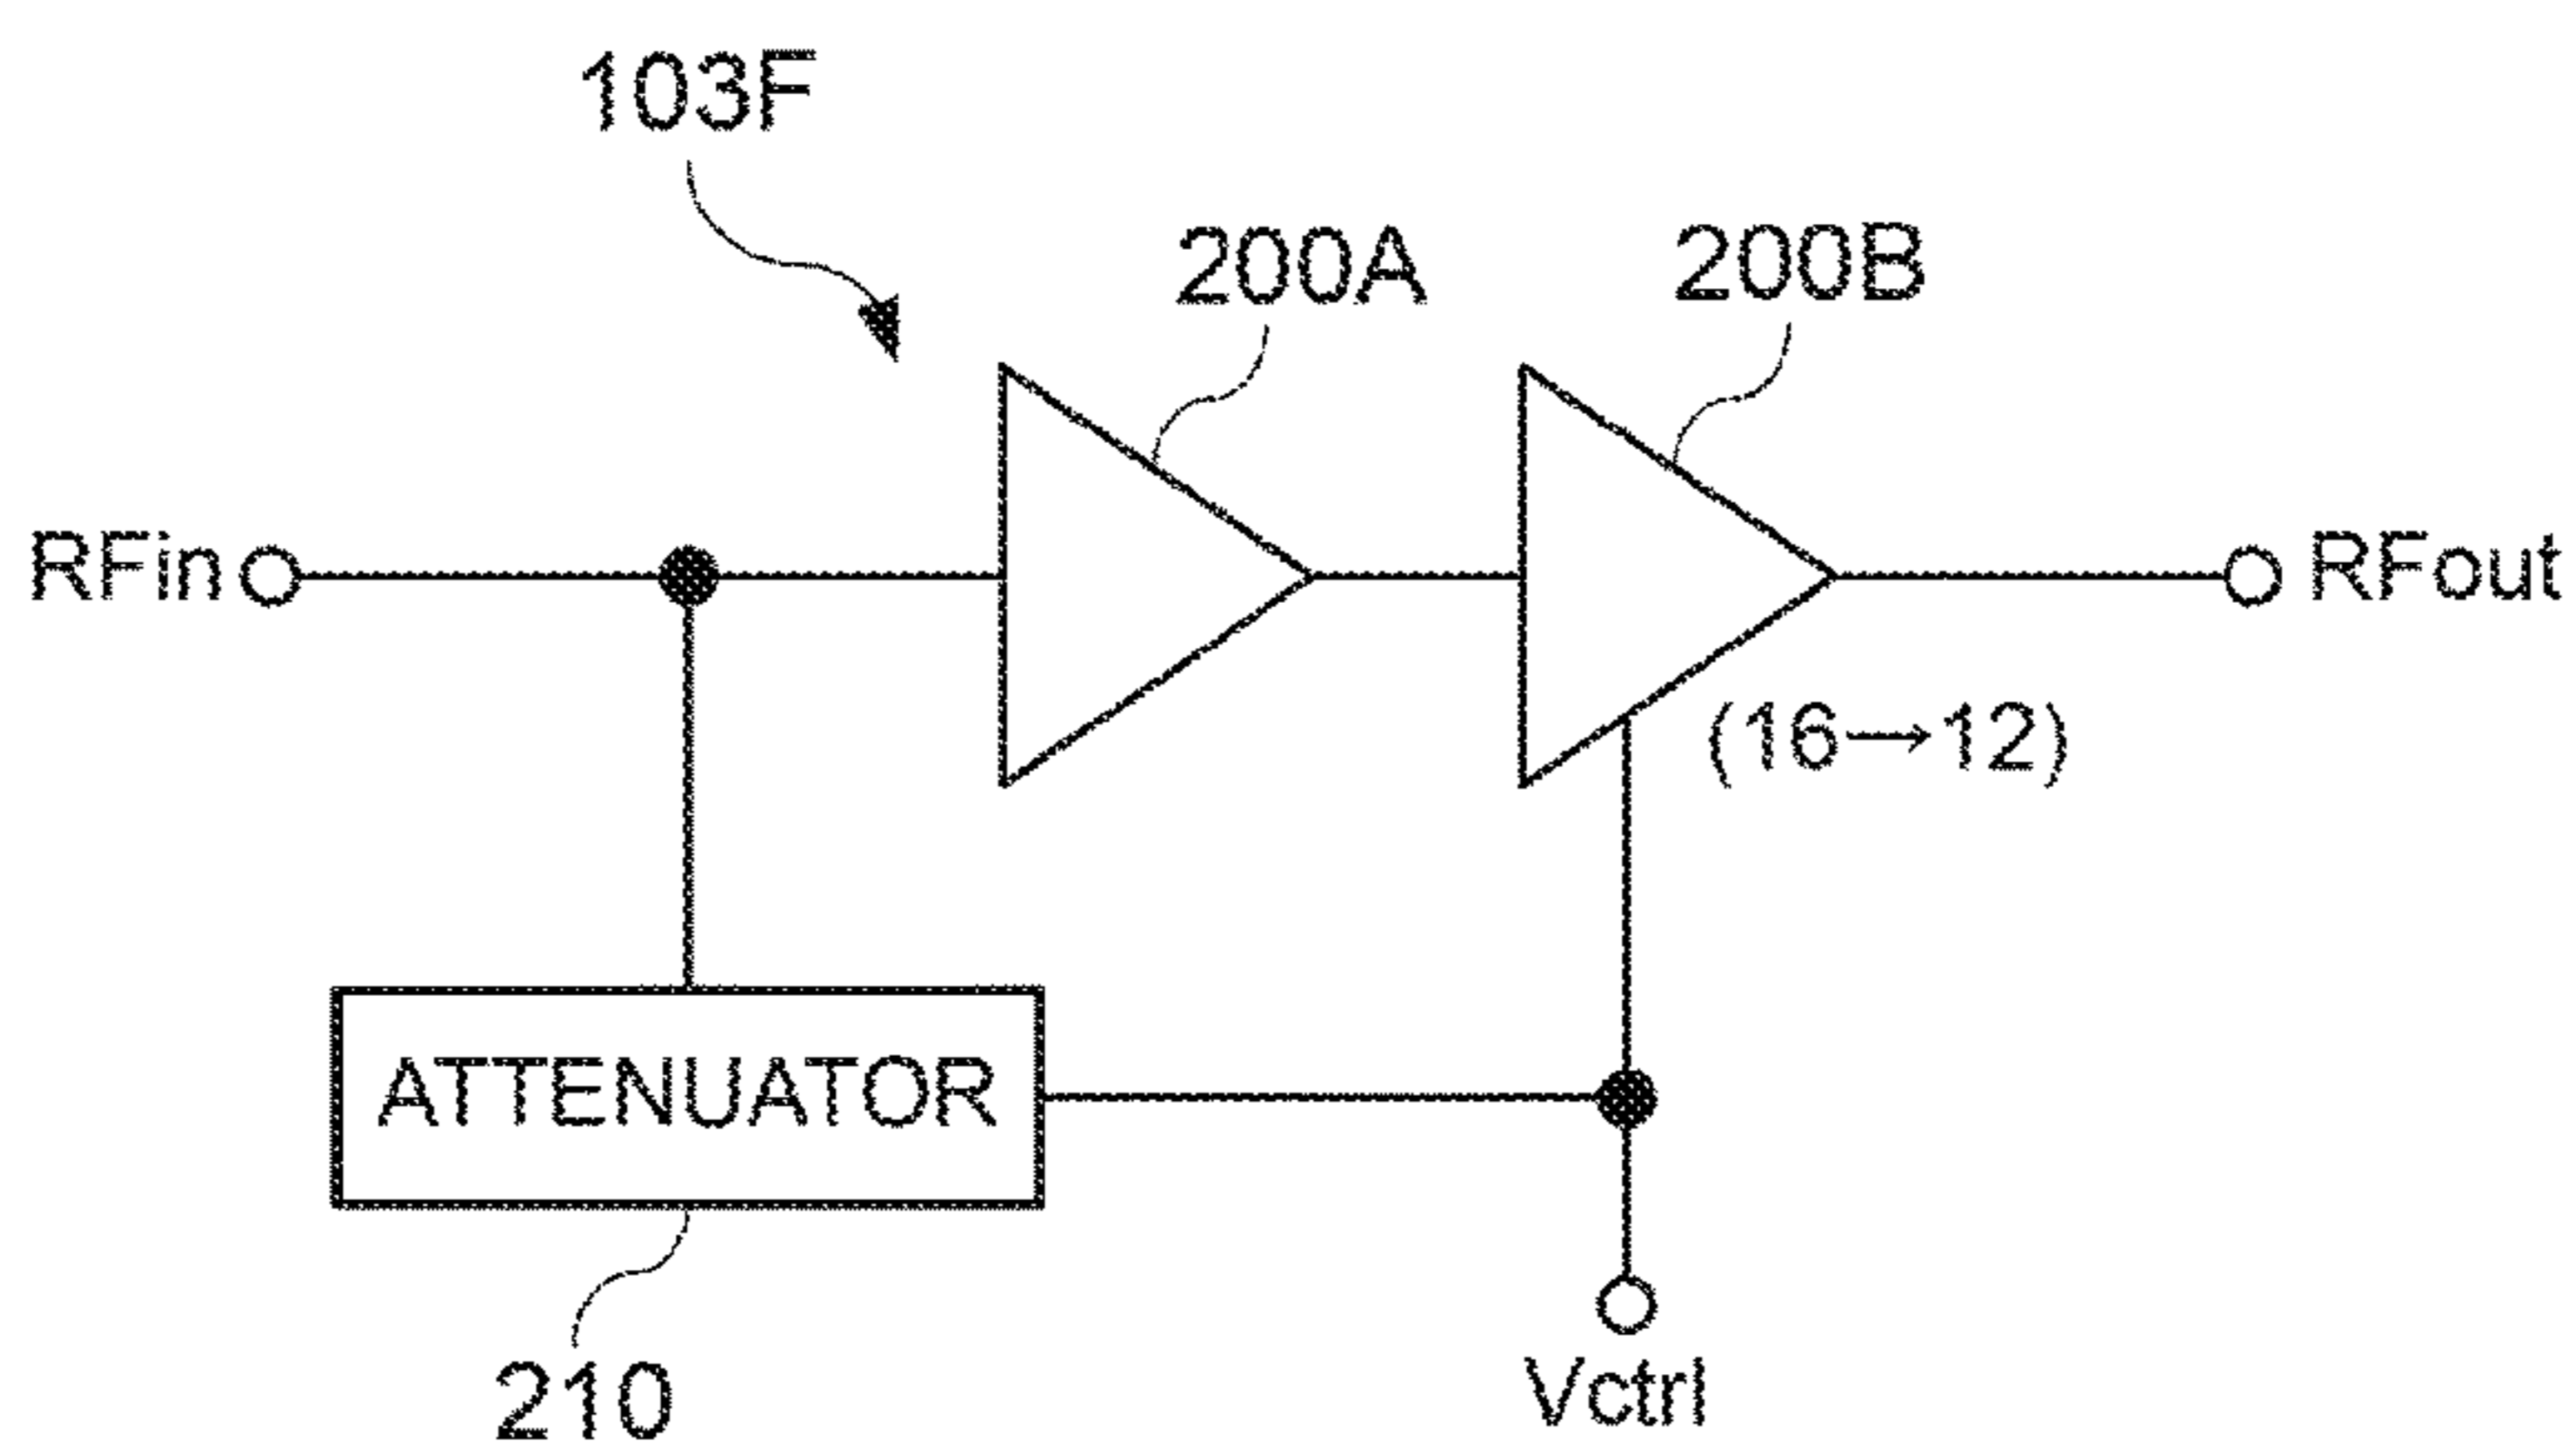 103F
200A
200B
RFin
RFout
(16→12)
ATTENUATOR
210
Vctrl